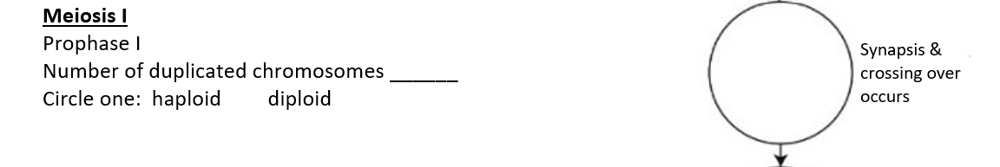 Meiosis I
Prophase I
Number of duplicated chromosomes ______
Circle one: haploid diploid
Synapsis &
crossing over
occurs